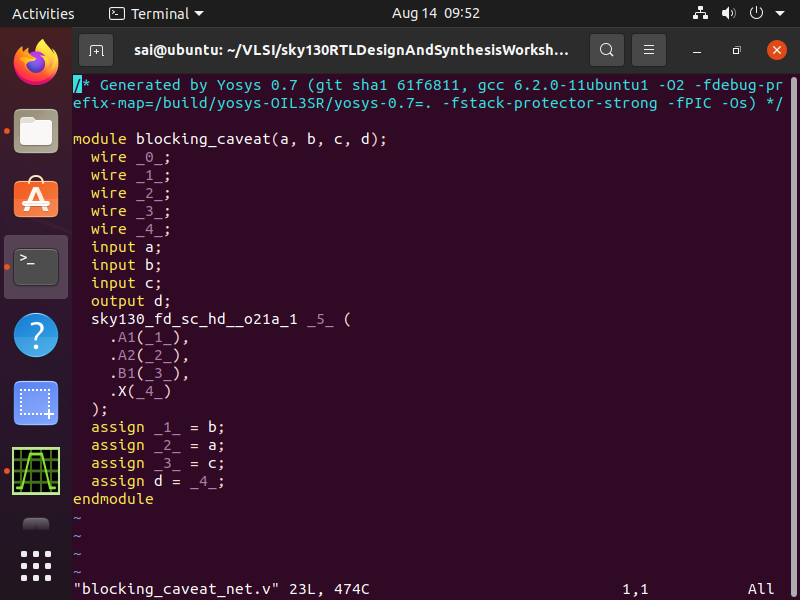 Activities
Terminal
Aug 14 09:52
sai@ubuntu: ~/VLSI/sky130RTLDesignAndSynthesisWorksh...
/* Generated by Yosys 0.7 (git sha1 61f6811, gcc 6.2.0-11ubuntu1 -O2 -fdebug-pr
efix-map=/build/yosys-OIL3SR/yosys-0.7=. -fstack-protector-strong -fPIC -Os) */
module blocking_caveat(a, b, c, d);
wire _0_;
wire _1_;
wire _2_;
wire _3_;
wire _4_;
input a;
input b;
input c;
output d;
sky130_fd_sc_hd__o21a_1 _5_ (
.A1(_1_),
.A2(_2_),
.B1(_3_),
.X(_4_)
);
assign _1_ = b;
assign _2_ = a;
assign _3_ = c;
assign d = _4_;
endmodule
~
~
~
~
"blocking_caveat_net.v" 23L, 474C 1,1 All